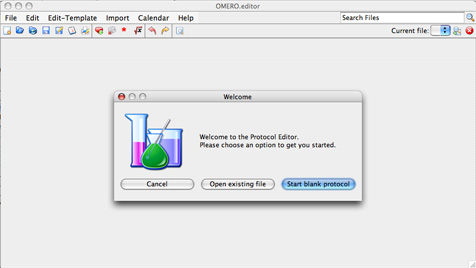 OMERO.editor
File Edit Edit-Template Import Calendar Help
Search Files
Current file:
Welcome
Welcome to the Protocol Editor.
Please choose an option to get you started.
Cancel Open existing file Start blank protocol